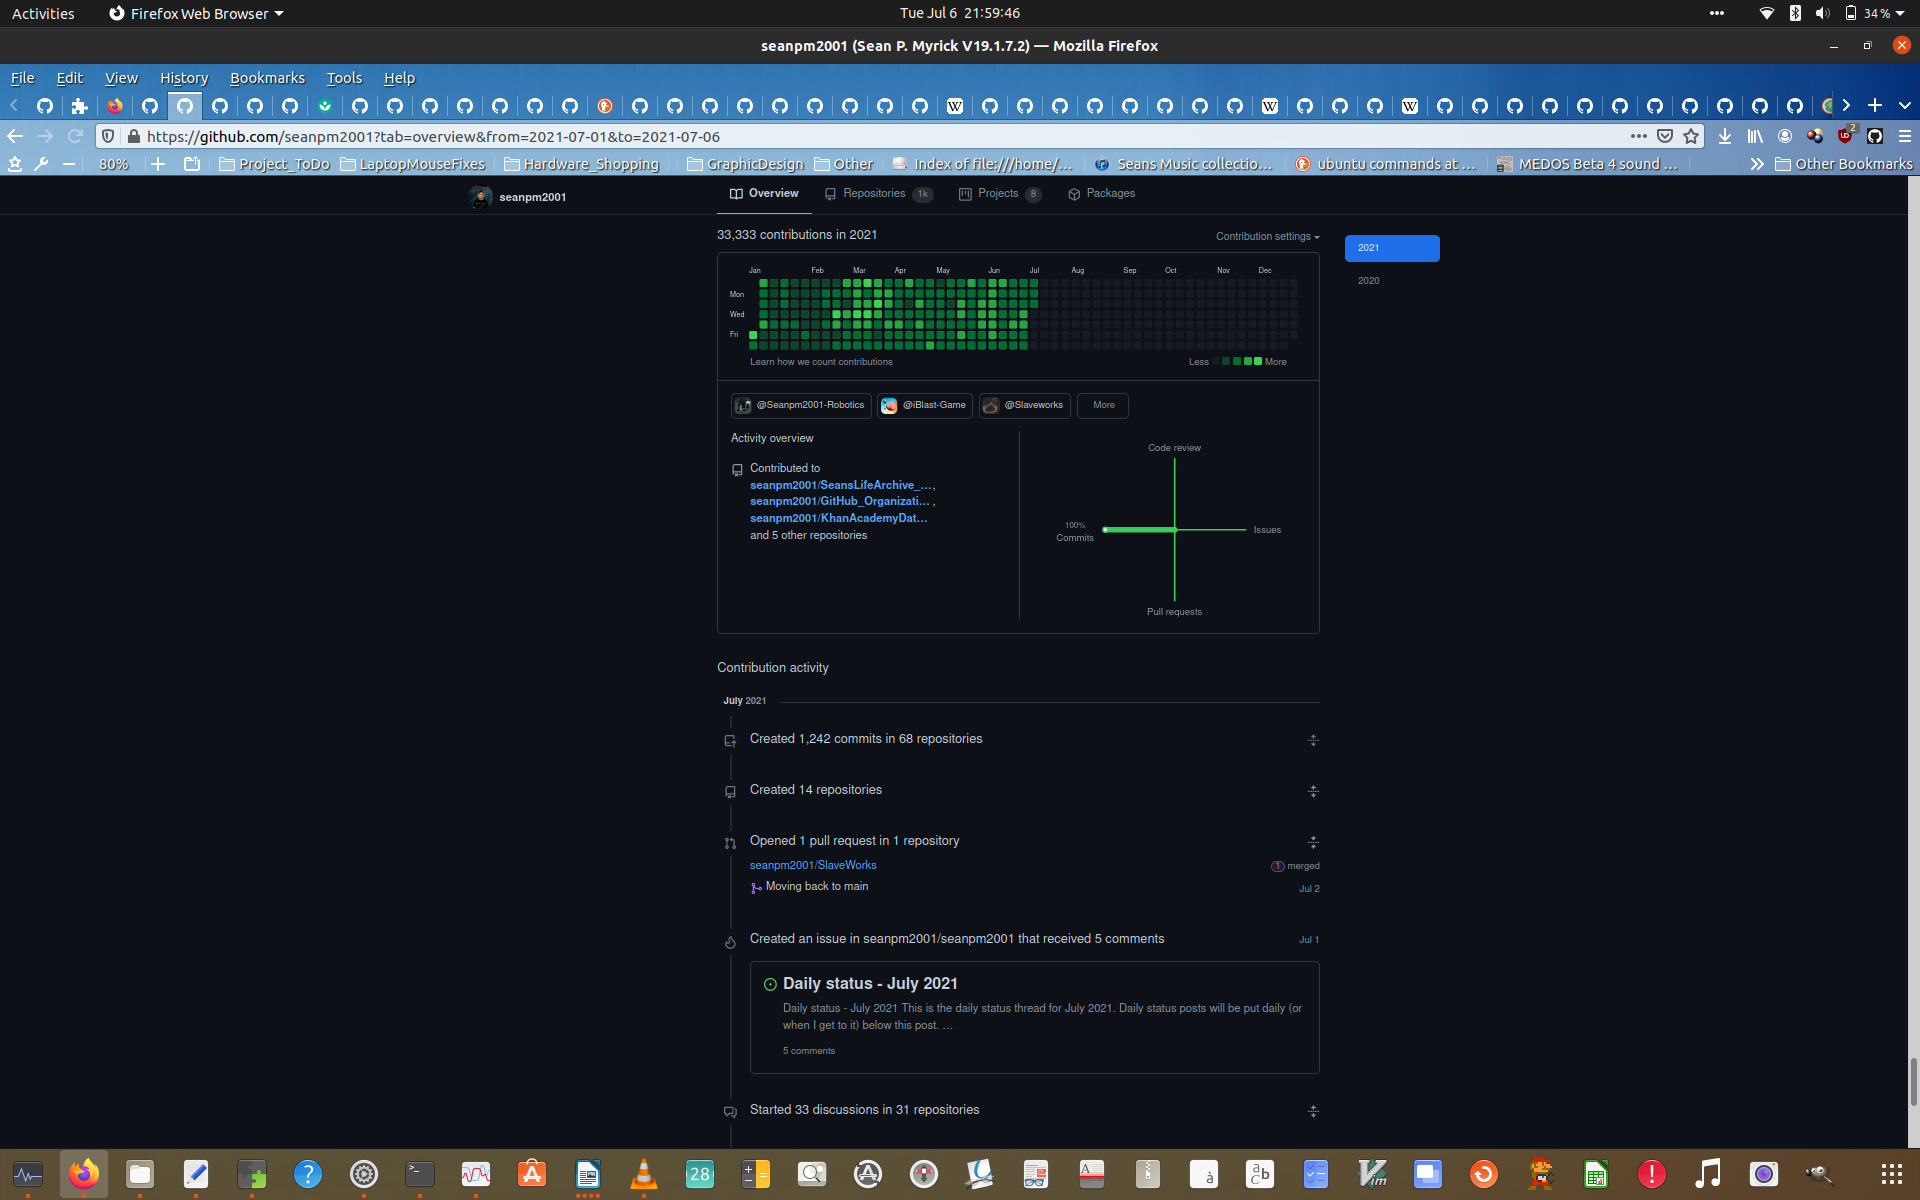 Activities
Firefox Web Browser
Tue Jul 6 21:59:46
34 %
seanpm2001 (Sean P. Myrick V19.1.7.2) — Mozilla Firefox
File Edit View History Bookmarks Tools Help
https://github.com/seanpm2001?tab=overview&from=2021-07-01&to=2021-07-06
2
80%
Project_ToDo
LaptopMouseFixes
Hardware_Shopping
GraphicDesign
Other
Index of file:///home/...
Seans Music collectio...
ubuntu commands at ...
MEDOS Beta 4 sound ...
Other Bookmarks
seanpm2001
Overview
Repositories 1k
Projects 8
Packages
33,333 contributions in 2021
Contribution settings
2021
2020
Jan Feb Mar Apr May Jun Jul Aug Sep Oct Nov Dec
Mon
Wed
Fri
Learn how we count contributions
Less
More
@Seanpm2001-Robotics
@iBlast-Game
@Slaveworks
More
Activity overview
Contributed to
seanpm2001/SeansLifeArchive_...,
seanpm2001/GitHub_Organizati... ,
seanpm2001/KhanAcademyDat...
and 5 other repositories
Code review
100%
Commits
Issues
Pull requests
Contribution activity
July 2021
Created 1,242 commits in 68 repositories
Created 14 repositories
Opened 1 pull request in 1 repository
seanpm2001/SlaveWorks
1 merged
Moving back to main
Jul 2
Created an issue in seanpm2001/seanpm2001 that received 5 comments
Jul 1
Daily status - July 2021
Daily status - July 2021 This is the daily status thread for July 2021. Daily status posts will be put daily (or
when I get to it) below this post. …
5 comments
Started 33 discussions in 31 repositories
28